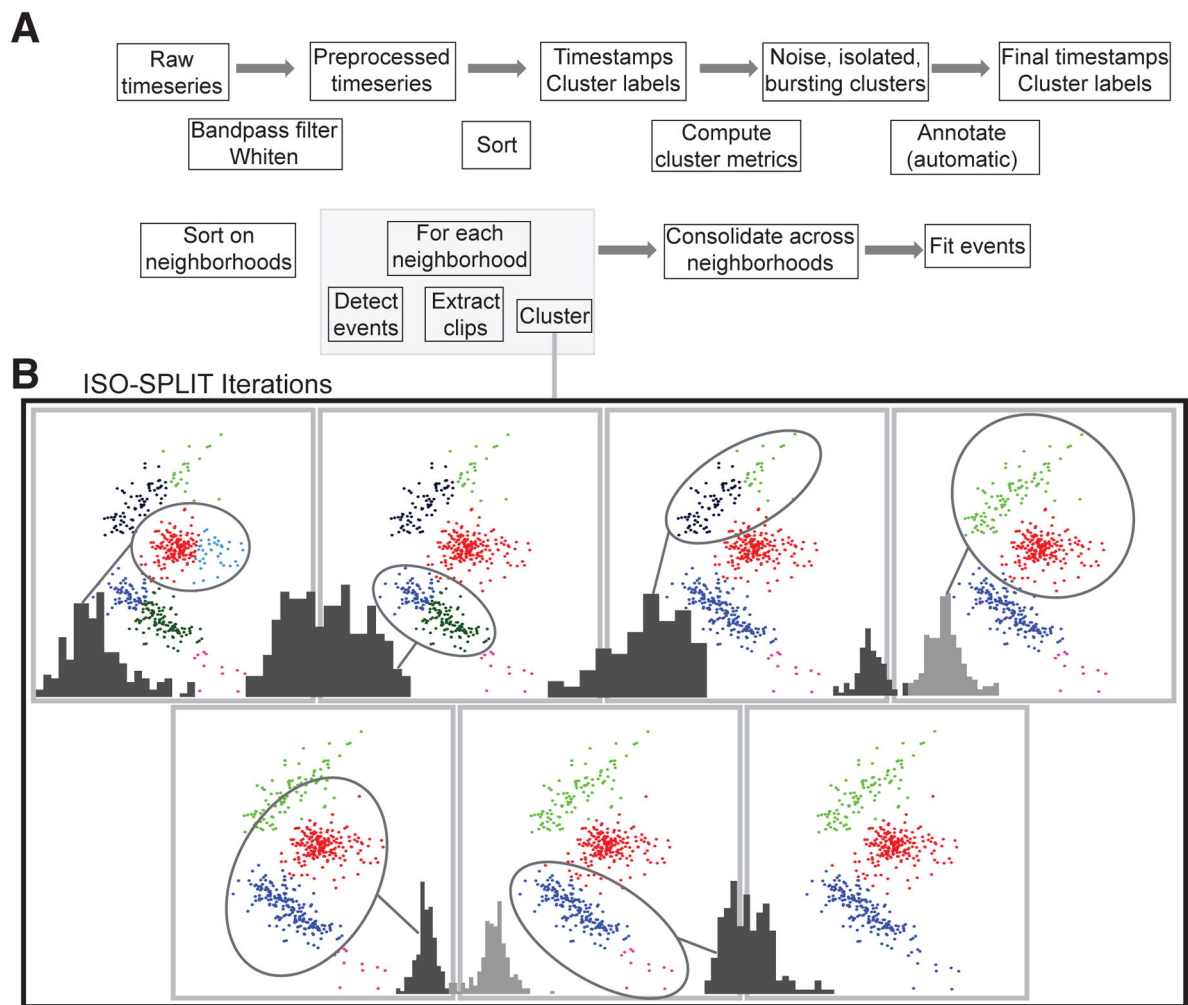 A
Raw
timeseries
Preprocessed
timeseries
Timestamps
Cluster labels
Noise, isolated,
bursting clusters
Final timestamps
Cluster labels
Bandpass filter
Whiten
Sort
Compute
cluster metrics
Annotate
(automatic)
Sort on
neighborhoods
For each
neighborhood
Detect
events
Extract
clips
Cluster
Consolidate across
neighborhoods
Fit events
B
ISO-SPLIT Iterations